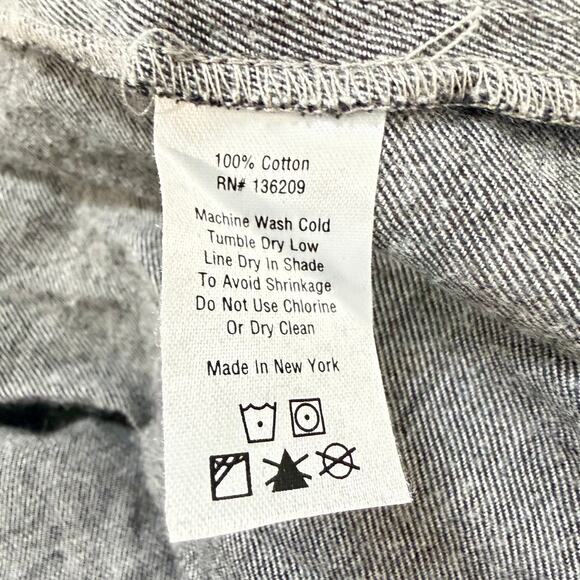 100% Cotton
RN# 136209
Machine Wash Cold
Tumble Dry Low
Line Dry In Shade
To Avoid Shrinkage
Do Not Use Chlorine
Or Dry Clean
Made In New York